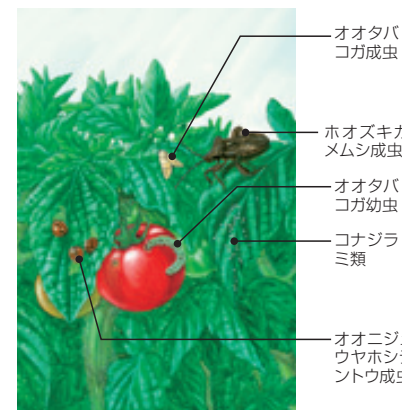 オオタバ
コガ成虫
ホオズキカ
メムシ成虫
オオタバ
コガ幼虫
コナジラ
ミ類
オオニジュ
ウヤホシテ
ントウ成虫